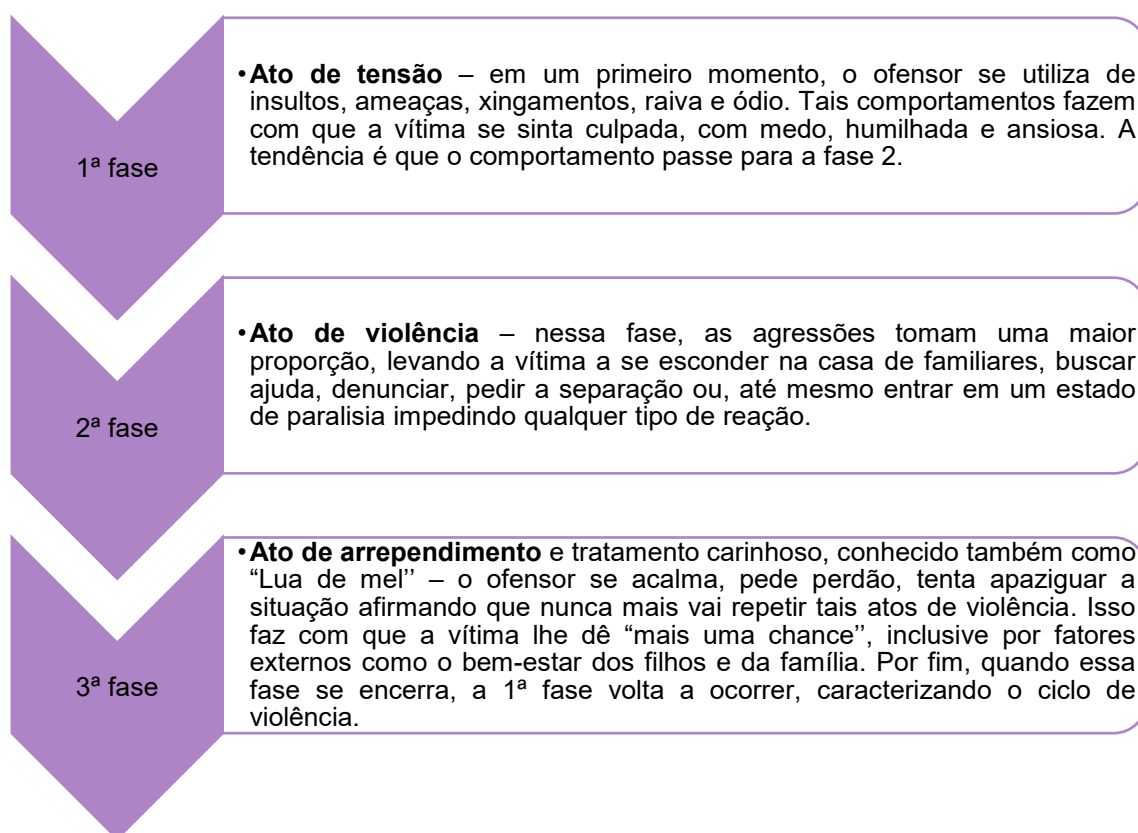 1ª fase
•Ato de tensão – em um primeiro momento, o ofensor se utiliza de
insultos, ameaças, xingamentos, raiva e ódio. Tais comportamentos fazem
com que a vítima se sinta culpada, com medo, humilhada e ansiosa. A
tendência é que o comportamento passe para a fase 2.
2ª fase
•Ato de violência – nessa fase, as agressões tomam uma maior
proporção, levando a vítima a se esconder na casa de familiares, buscar
ajuda, denunciar, pedir a separação ou, até mesmo entrar em um estado
de paralisia impedindo qualquer tipo de reação.
3ª fase
•Ato de arrependimento e tratamento carinhoso, conhecido também como
“Lua de mel’’ – o ofensor se acalma, pede perdão, tenta apaziguar a
situação afirmando que nunca mais vai repetir tais atos de violência. Isso
faz com que a vítima lhe dê “mais uma chance’’, inclusive por fatores
externos como o bem-estar dos filhos e da família. Por fim, quando essa
fase se encerra, a 1ª fase volta a ocorrer, caracterizando o ciclo de
violência.